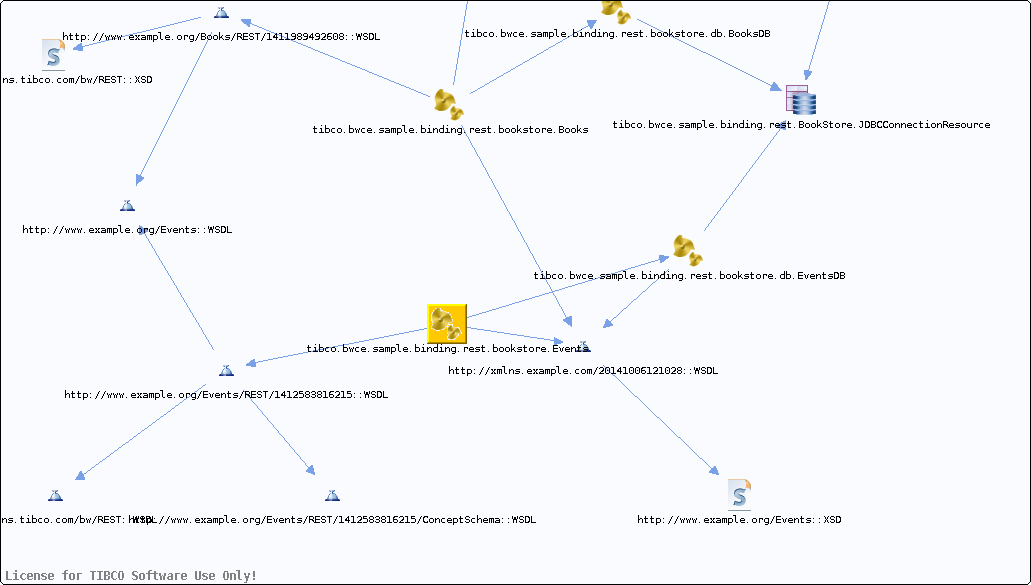 tibco.bwce.sample.binding.rest.bookstore.db.BooksDB
http://www.example.org/Books/REST/1411989492608::WSDL
ns.tibco.com/bw/REST::XSD
tibco.bwce.sample.binding.rest.BookStore.JDBCConnectionResource
tibco.bwce.sample.binding.rest.bookstore.Books
http://www.example.org/Events::WSDL
tibco.bwce.sample.binding.rest.bookstore.db.EventsDB
tibco.bwce.sample.binding.rest.bookstore.Events
http://xmlns.example.com/20141006121028::WSDL
http://www.example.org/Events/REST/1412583816215::WSDL
ns.tibco.com/bw/REST::WSDL
http://www.example.org/Events/REST/1412583816215/ConceptSchema::WSDL
http://www.example.org/Events::XSD
License for TIBCO Software Use Only!